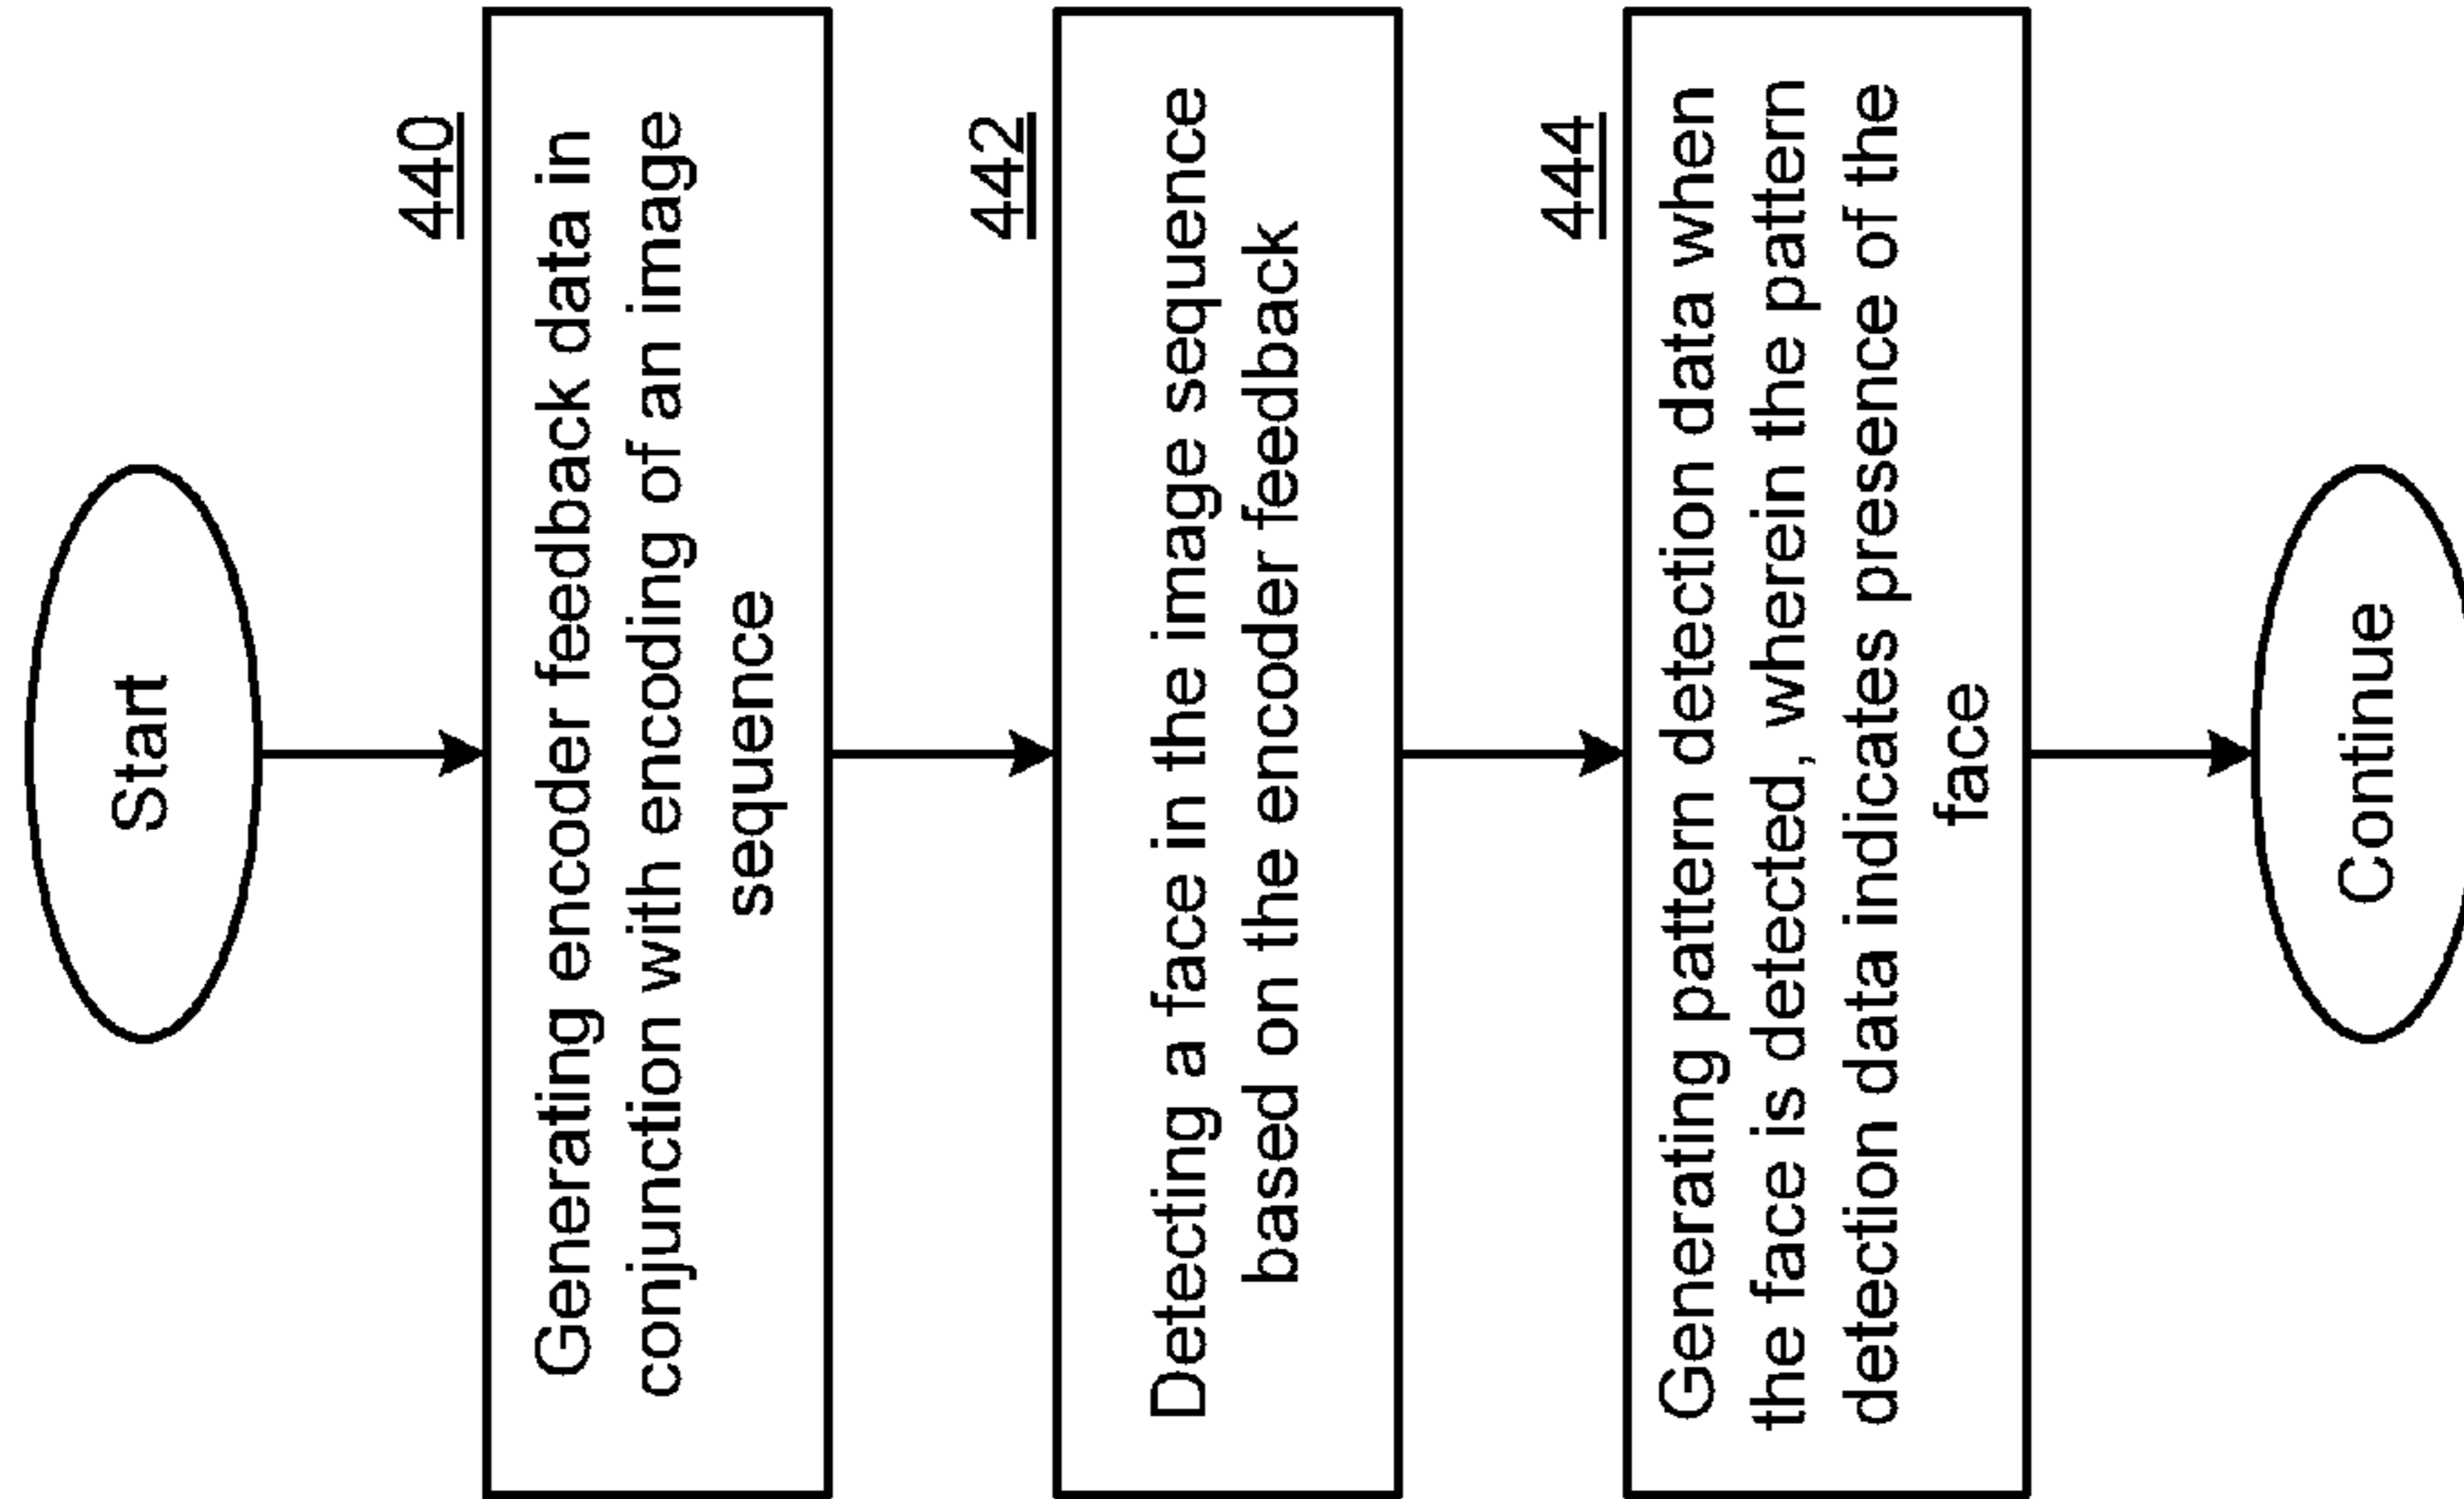 Start
440
Generating encoder feedback data in
conjunction with encoding of an image
sequence
442
Detecting a face in the image sequence
based on the encoder feedback
444
Generating pattern detection data when
the face is detected, wherein the pattern
detection data indicates presence of the
face
Continue